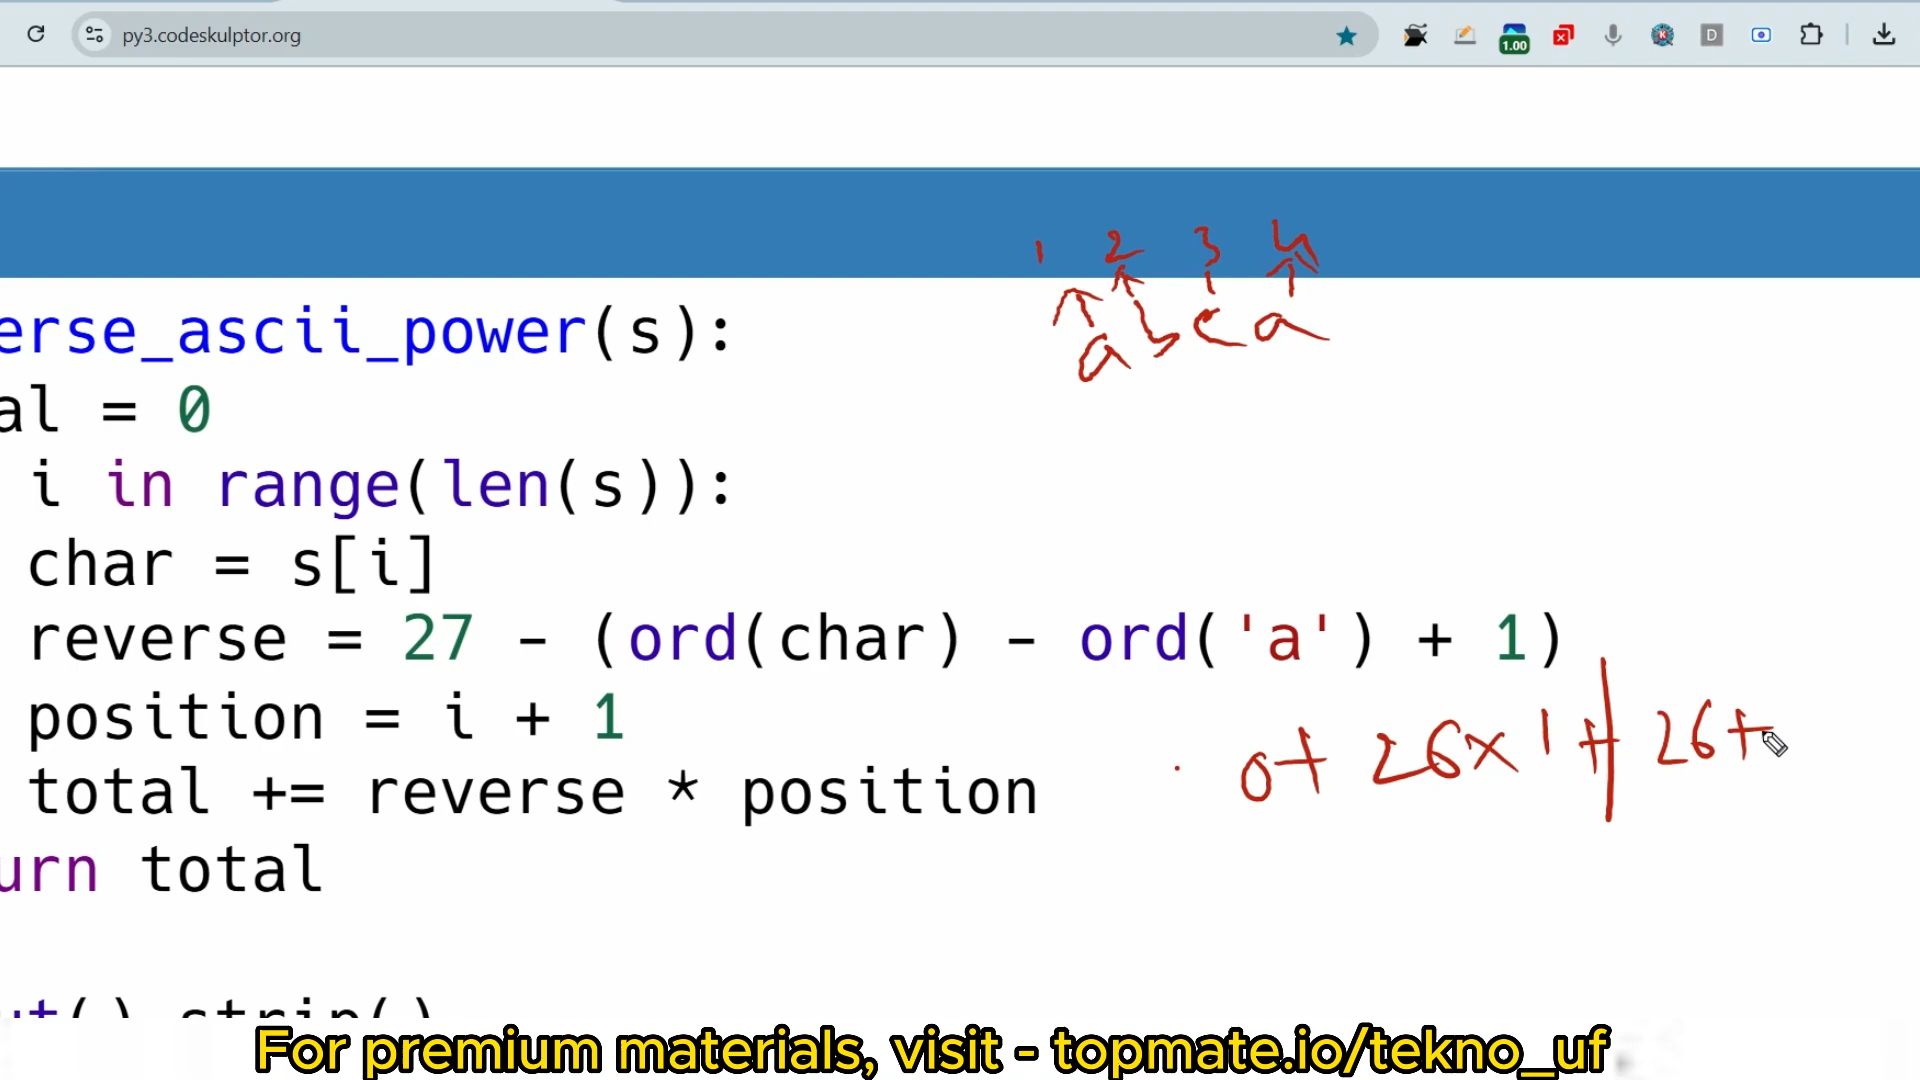 py3.codeskulptor.org
1.00
D
1 2 3 4
a b c a
erse_ascii_power(s):
al = 0
i in range(len(s)):
char = s[i]
reverse = 27 - (ord(char) - ord('a') + 1)
position = i + 1
0+ 26x1+ 26+
total += reverse * position
urn total
ut().strip()
For premium materials, visit - topmate.io/tekno_uf